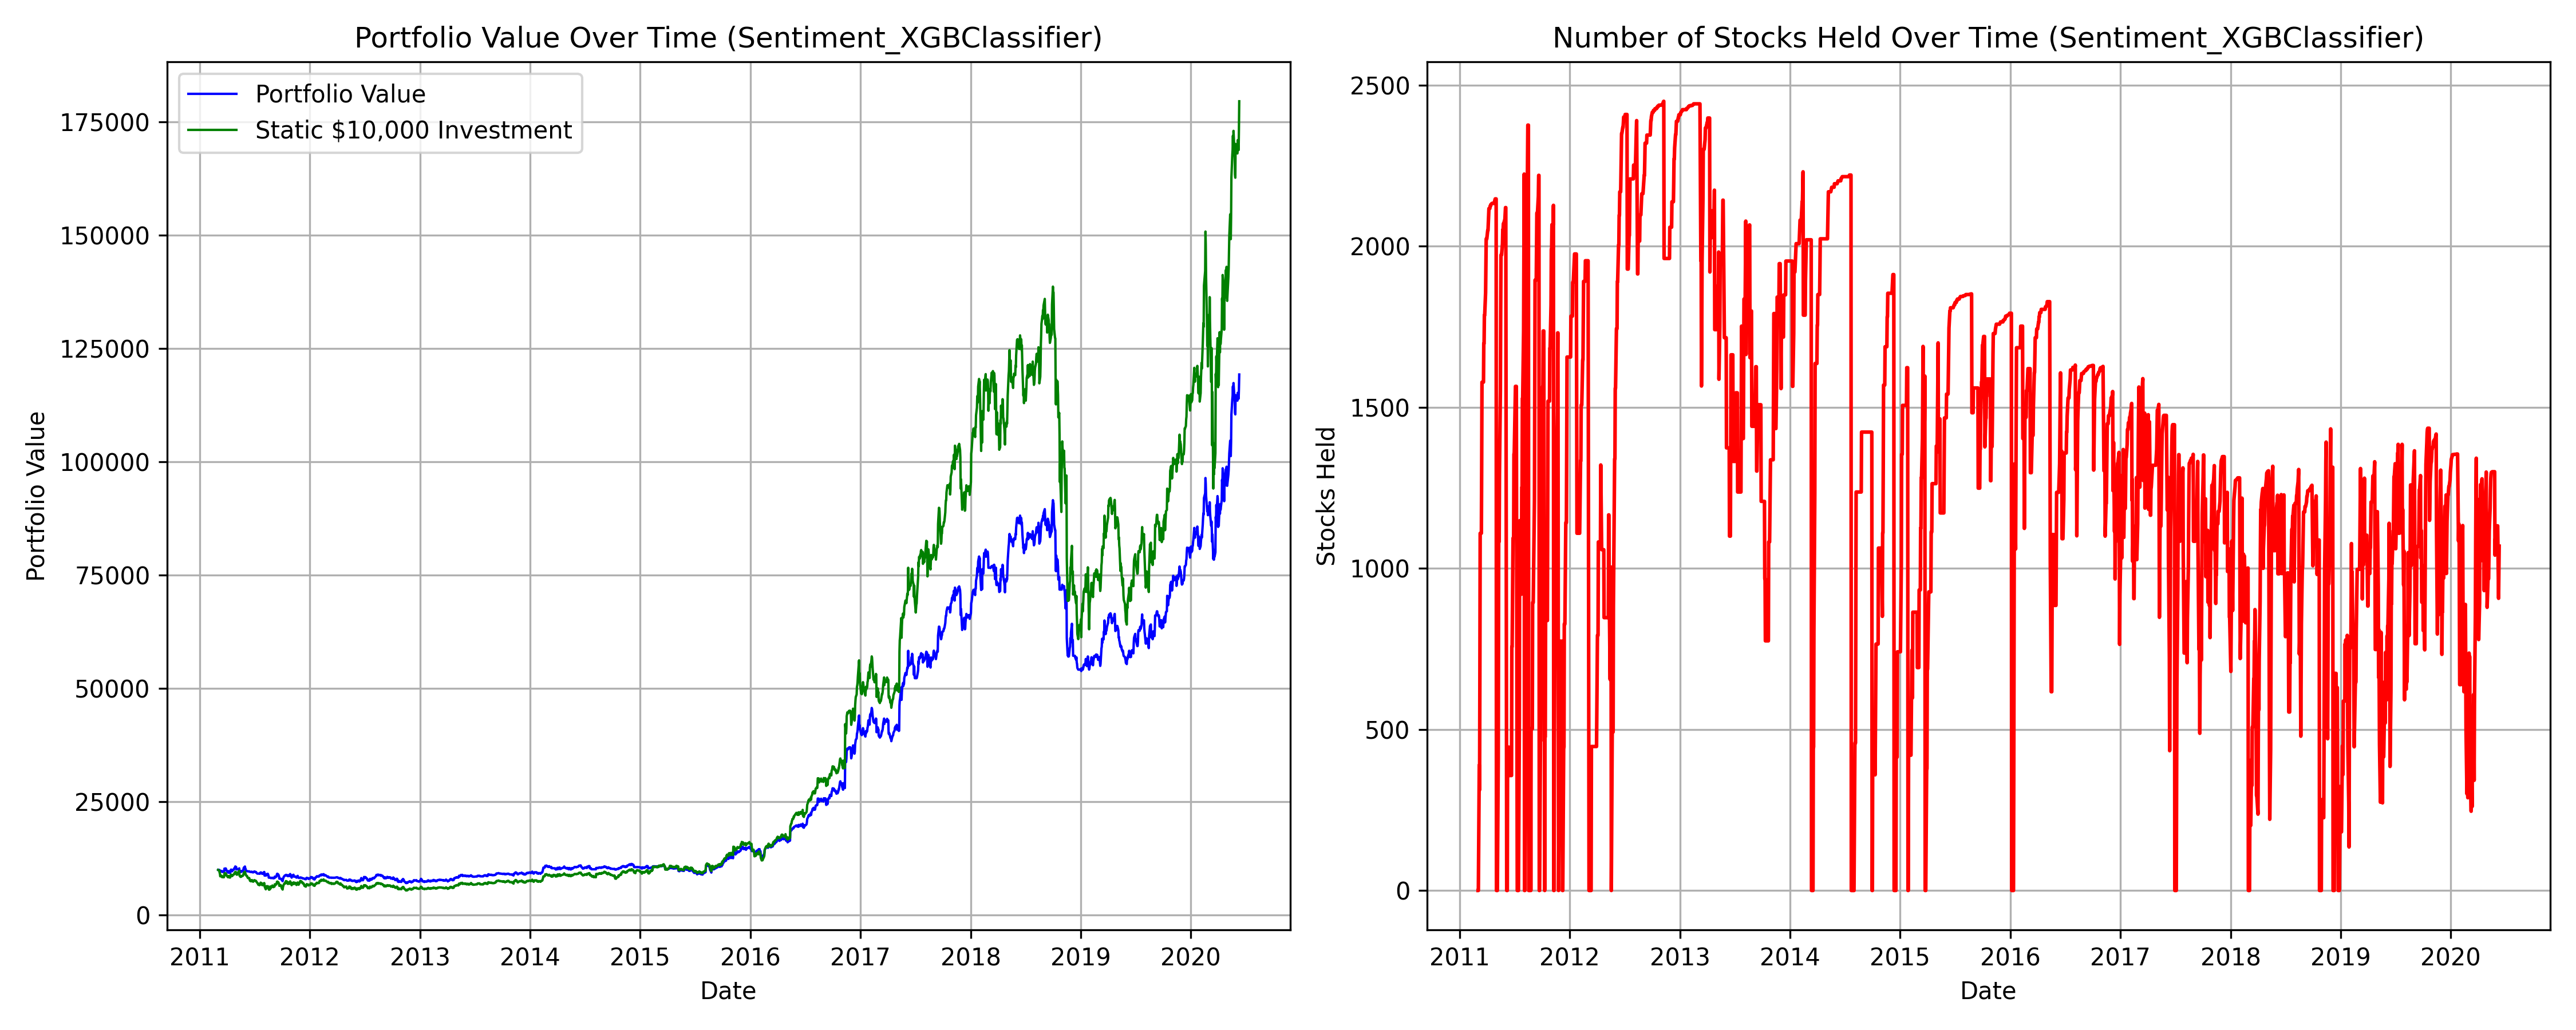 Portfolio Value Over Time (Sentiment_XGBClassifier)
Portfolio Value
Static $10,000 Investment
175000
150000
125000
100000
75000
50000
25000
0
Portfolio Value
2011 2012 2013 2014 2015 2016 2017 2018 2019 2020
Date
Number of Stocks Held Over Time (Sentiment_XGBClassifier)
2500
2000
1500
1000
500
0
Stocks Held
2011 2012 2013 2014 2015 2016 2017 2018 2019 2020
Date